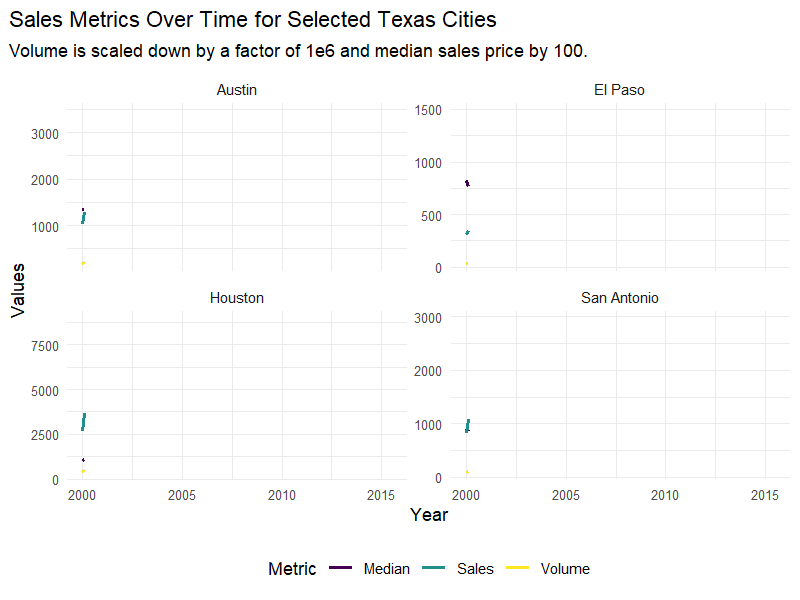 Sales Metrics Over Time for Selected Texas Cities
Volume is scaled down by a factor of 1e6 and median sales price by 100.
Austin
3000
2000
1000
El Paso
1500
1000
500
0
Values
Houston
7500
5000
2500
0
2000 2005 2010 2015
San Antonio
3000
2000
1000
0
2000 2005 2010 2015
Year
Metric Median Sales Volume